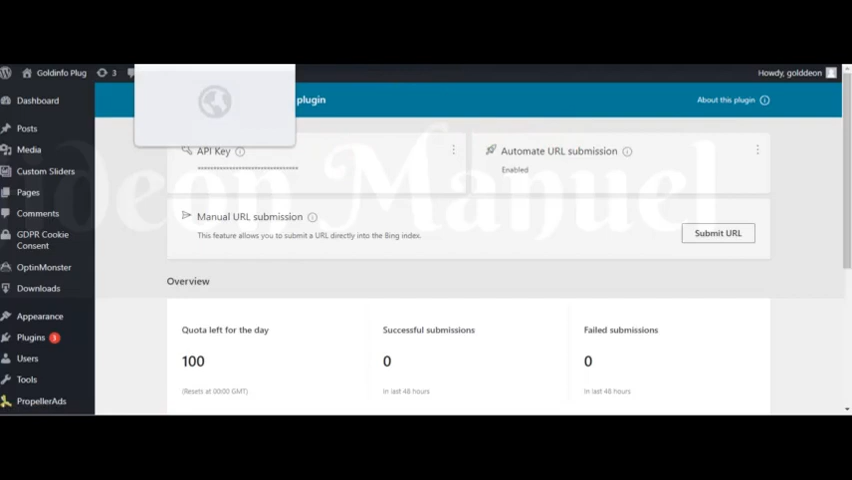 Goldinfo Plug 3 Howdy, golddeon
Dashboard
Posts
Media
Custom Sliders
Pages
Comments
GDPR Cookie
Consent
OptinMonster
Downloads
Appearance
Plugins 3
Users
Tools
PropellerAds
plugin About this plugin
API Key
Automate URL submission
Enabled
Manual URL submission
This feature allows you to submit a URL directly into the Bing index.
Submit URL
ideon Manuel
Overview
Quota left for the day
100
(Resets at 00:00 GMT)
Successful submissions
0
in last 48 hours
Failed submissions
0
in last 48 hours